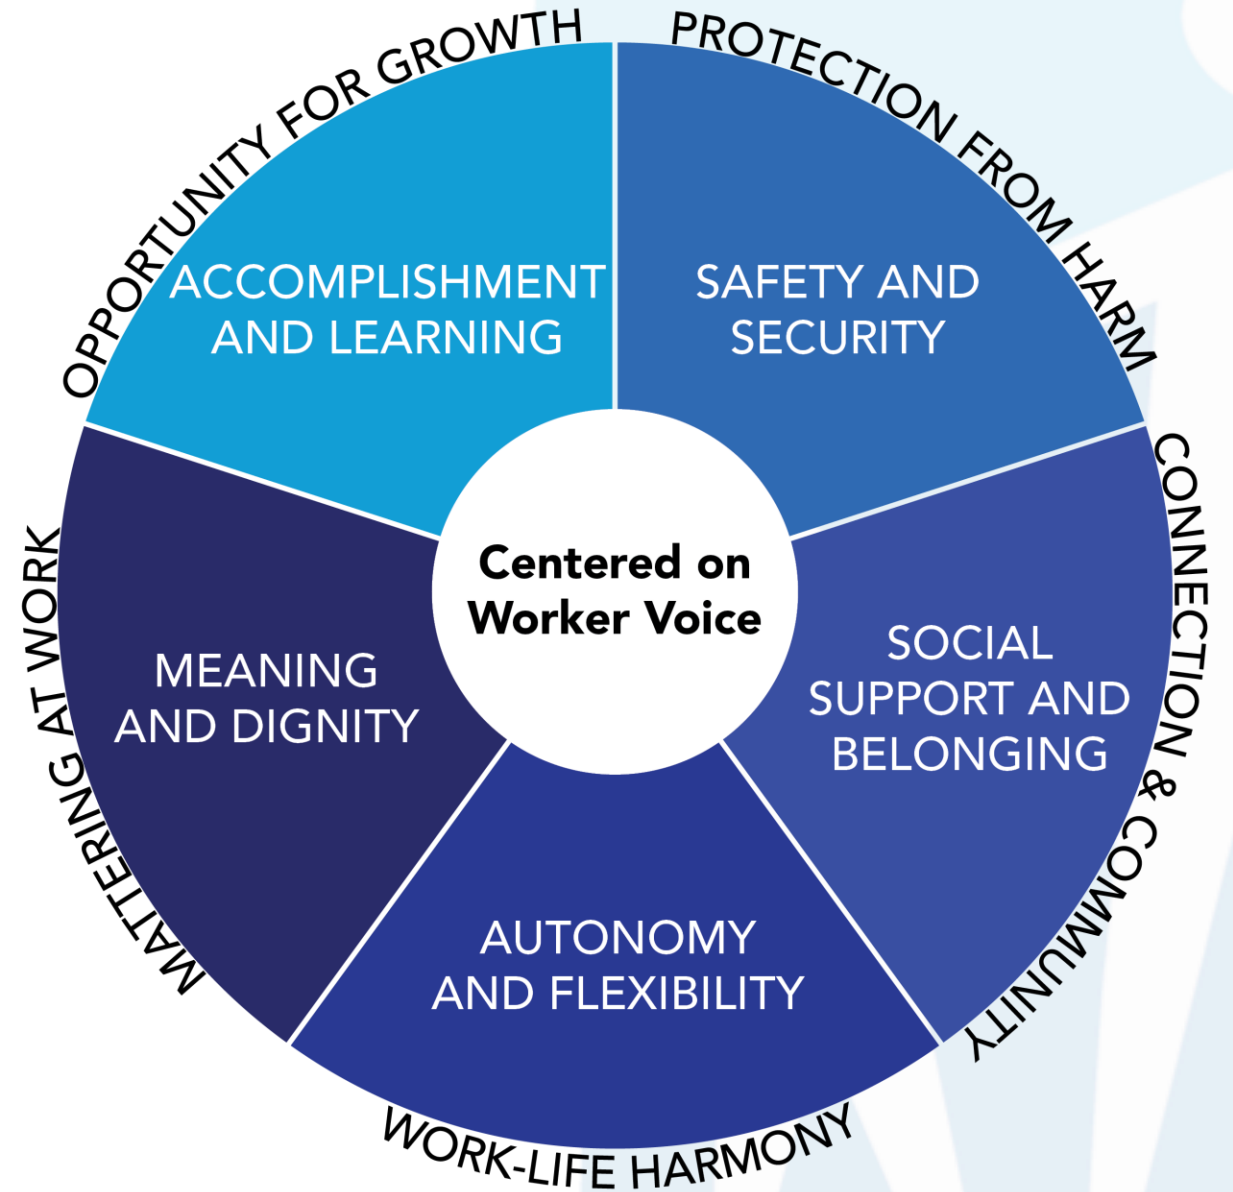 OPPORTUNITY FOR GROWTH
PROTECTION FROM HARM
ACCOMPLISHMENT
AND LEARNING
SAFETY AND
SECURITY
CONNECTION & COMMUNITY
Centered on
Worker Voice
MATTERING AT WORK
MEANING
AND DIGNITY
SOCIAL
SUPPORT AND
BELONGING
AUTONOMY
AND FLEXIBILITY
WORK-LIFE HARMONY